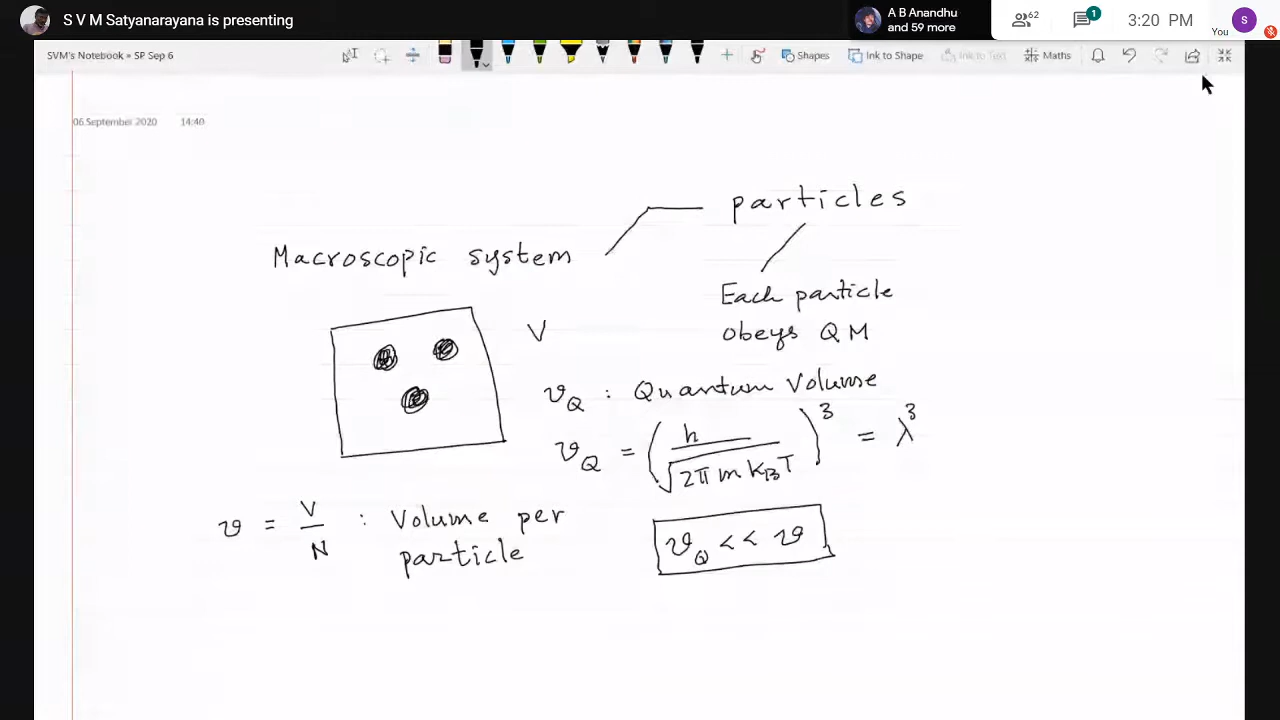 S V M Satyanarayana is presenting
A B Anandhu
and 59 more
62
1
3:20 PM
You
S
SVM's Notebook » SP Sep 6
Shapes
Ink to Shape
Ink to Text
Maths
06 September 2020 14:40
particles
Macroscopic system
Each particle
obeys QM
V
v_Q : Quantum Volume
v_Q = (h / √(2π m k_B T))³ = λ³
v = V/N : Volume per
particle
v_Q << v